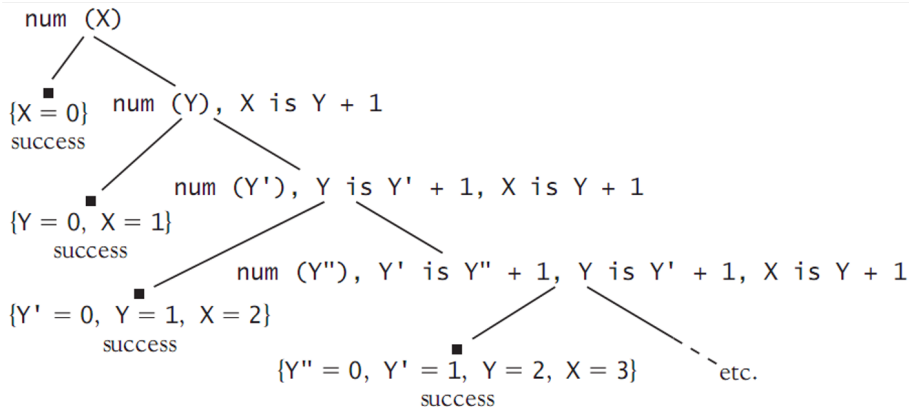 num (X)
{X = 0}
success
num (Y), X is Y + 1
{Y = 0, X = 1}
success
num (Y'), Y is Y' + 1, X is Y + 1
{Y' = 0, Y = 1, X = 2}
success
num (Y"), Y' is Y" + 1, Y is Y' + 1, X is Y + 1
{Y" = 0, Y' = 1, Y = 2, X = 3}
success
etc.